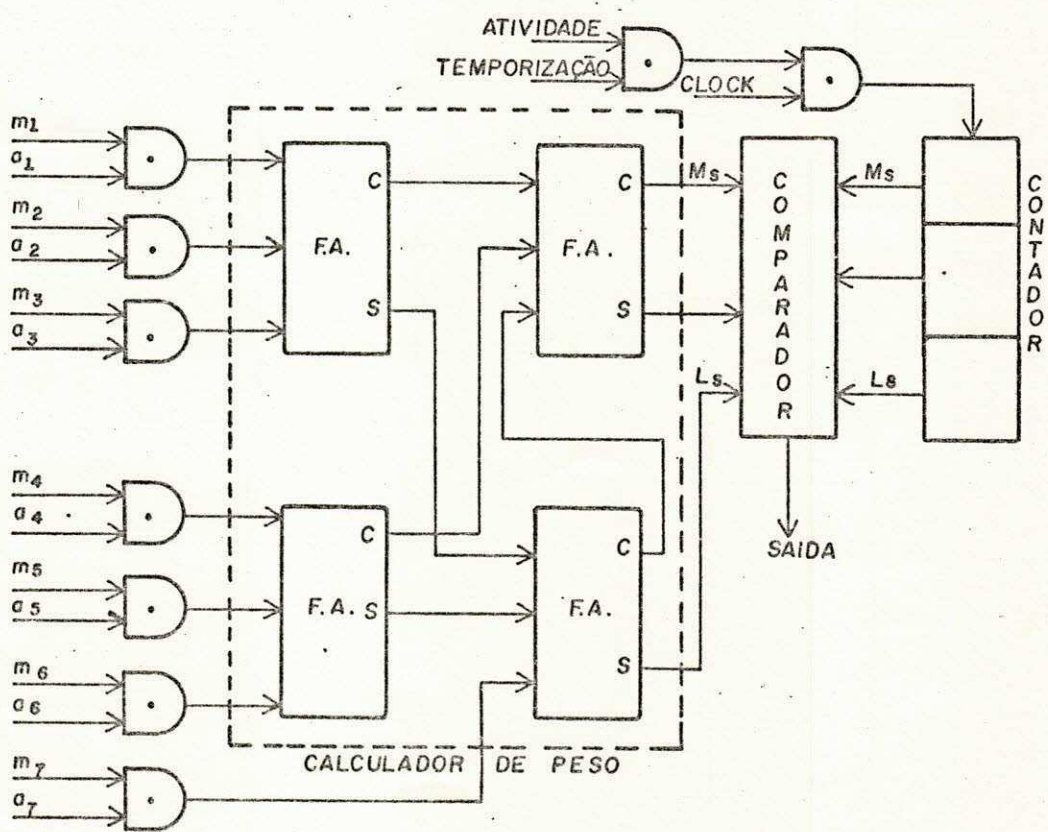 ATIVIDADE
TEMPORIZAÇÃO
CLOCK
m1
a1
m2
a2
m3
a3
m4
a4
m5
a5
m6
a6
m7
a7
F.A.
C
S
F.A.
C
S
F.A.
C
S
F.A.
C
S
Ms
Ls
COMPARADOR
Ms
Ls
CONTADOR
SAIDA
CALCULADOR DE PESO